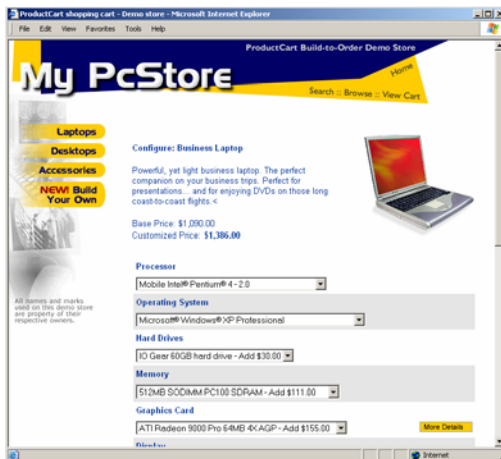 ProductCart shopping cart - Demo store - Microsoft Internet Explorer
File Edit View Favorites Tools Help
ProductCart Build-to-Order Demo Store
My PcStore
Home
Search :: Browse :: View Cart
Laptops
Desktops
Accessories
NEW! Build
Your Own
All names and marks
used on this demo store
are property of their
respective owners.
Configure: Business Laptop
Powerful, yet light business laptop. The perfect
companion on your business trips. Perfect for
presentations... and for enjoying DVDs on those long
coast-to-coast flights.<
Base Price: $1,090.00
Customized Price: $1,386.00
Processor
Mobile Intel® Pentium® 4 - 2.0
Operating System
Microsoft® Windows® XP Professional
Hard Drives
IO Gear 60GB hard drive - Add $30.00
Memory
512MB SODIMM PC100 SDRAM - Add $111.00
Graphics Card
ATI Radeon 9000 Pro 64MB 4X AGP - Add $155.00
More Details
Display
Internet